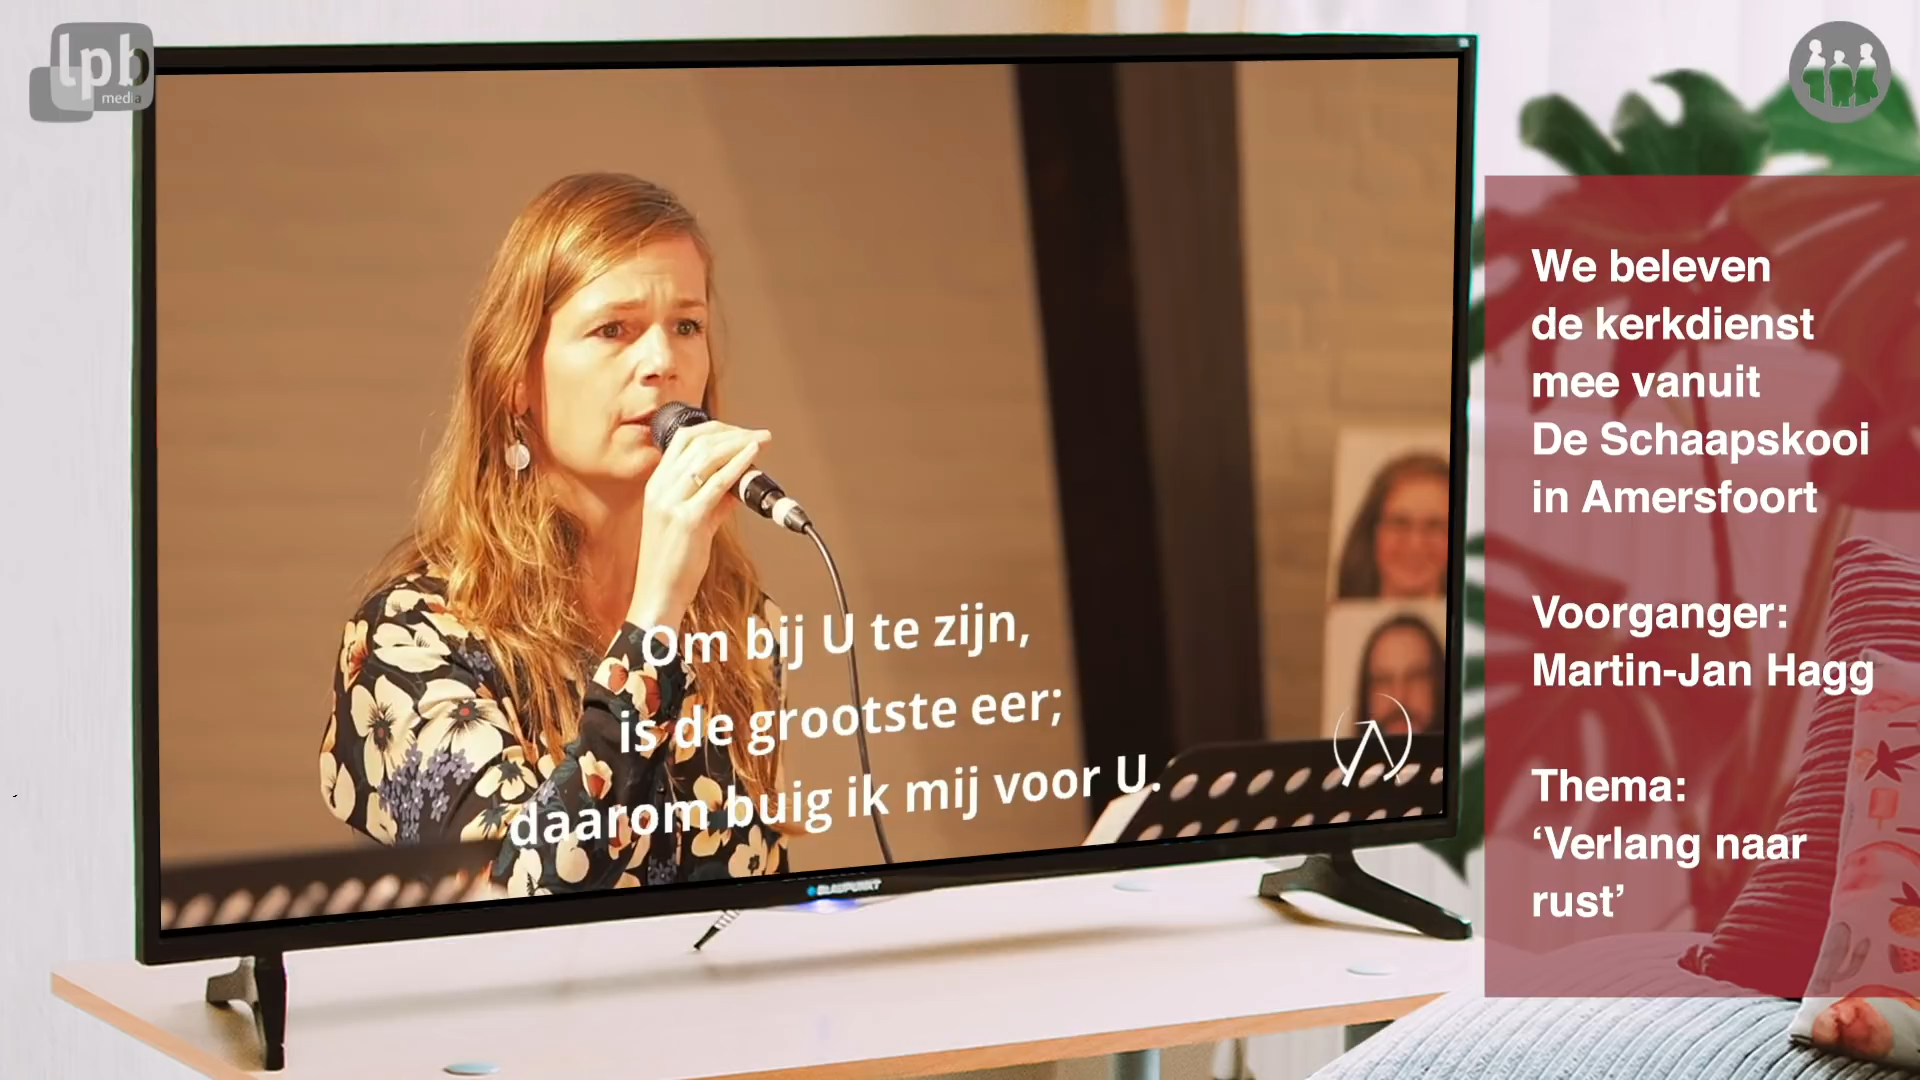 lpb
media
Om bij U te zijn,
is de grootste eer;
daarom buig ik mij voor U.
BLAUPUNKT
We beleven
de kerkdienst
mee vanuit
De Schaapskooi
in Amersfoort
Voorganger:
Martin-Jan Hagg
Thema:
‘Verlang naar
rust’